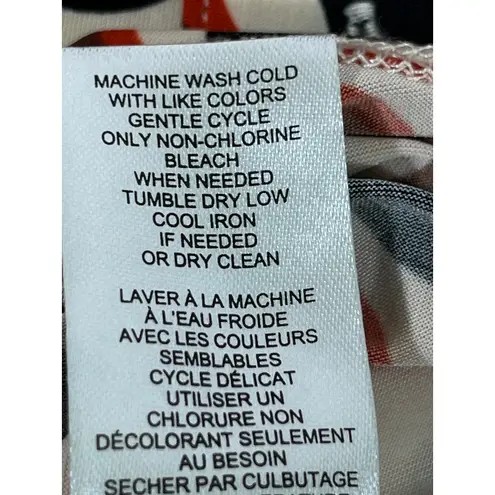 MACHINE WASH COLD
WITH LIKE COLORS
GENTLE CYCLE
ONLY NON-CHLORINE
BLEACH
WHEN NEEDED
TUMBLE DRY LOW
COOL IRON
IF NEEDED
OR DRY CLEAN
LAVER À LA MACHINE
À L'EAU FROIDE
AVEC LES COULEURS
SEMBLABLES
CYCLE DÉLICAT
UTILISER UN
CHLORURE NON
DÉCOLORANT SEULEMENT
AU BESOIN
SECHER PAR CULBUTAGE